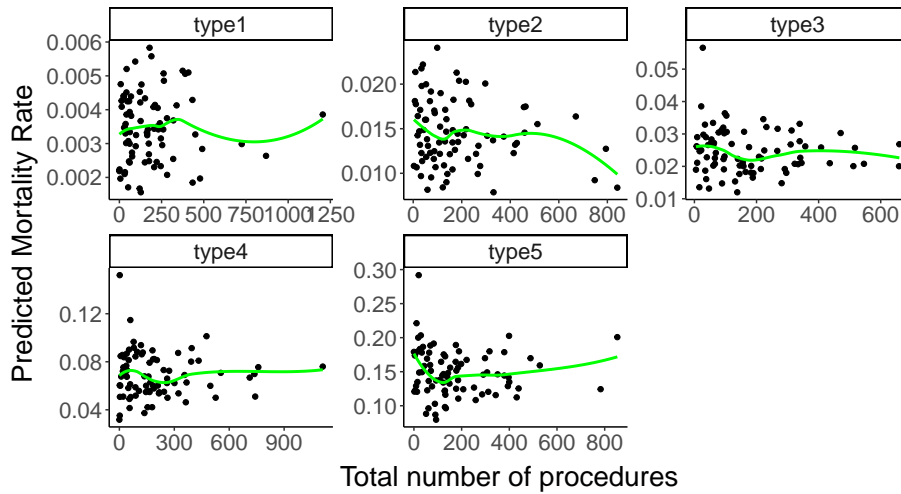 type1
type2
type3
0.006
0.005
0.004
0.003
0.002
0 250 500 750 1000 1250
0.020
0.015
0.010
0 200 400 600 800
0.05
0.04
0.03
0.02
0.01
0 200 400 600
type4
type5
0.12
0.08
0.04
0 300 600 900
0.30
0.25
0.20
0.15
0.10
0 200 400 600 800
Predicted Mortality Rate
Total number of procedures